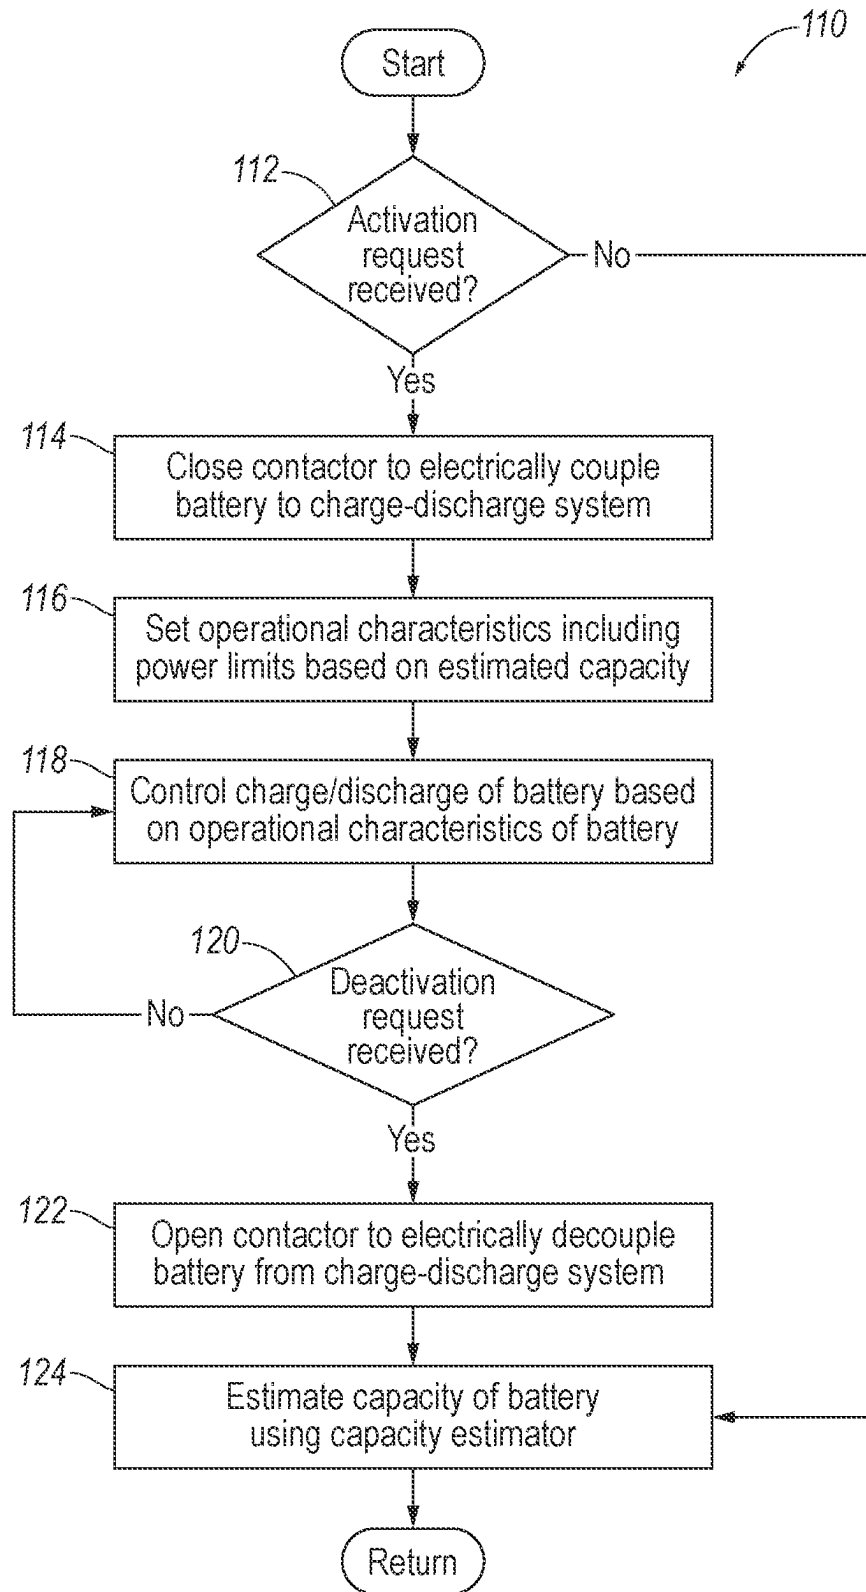 110
Start
112
Activation
request
received?
No
Yes
114
Close contactor to electrically couple
battery to charge-discharge system
116
Set operational characteristics including
power limits based on estimated capacity
118
Control charge/discharge of battery based
on operational characteristics of battery
120
Deactivation
request
received?
No
Yes
122
Open contactor to electrically decouple
battery from charge-discharge system
124
Estimate capacity of battery
using capacity estimator
Return